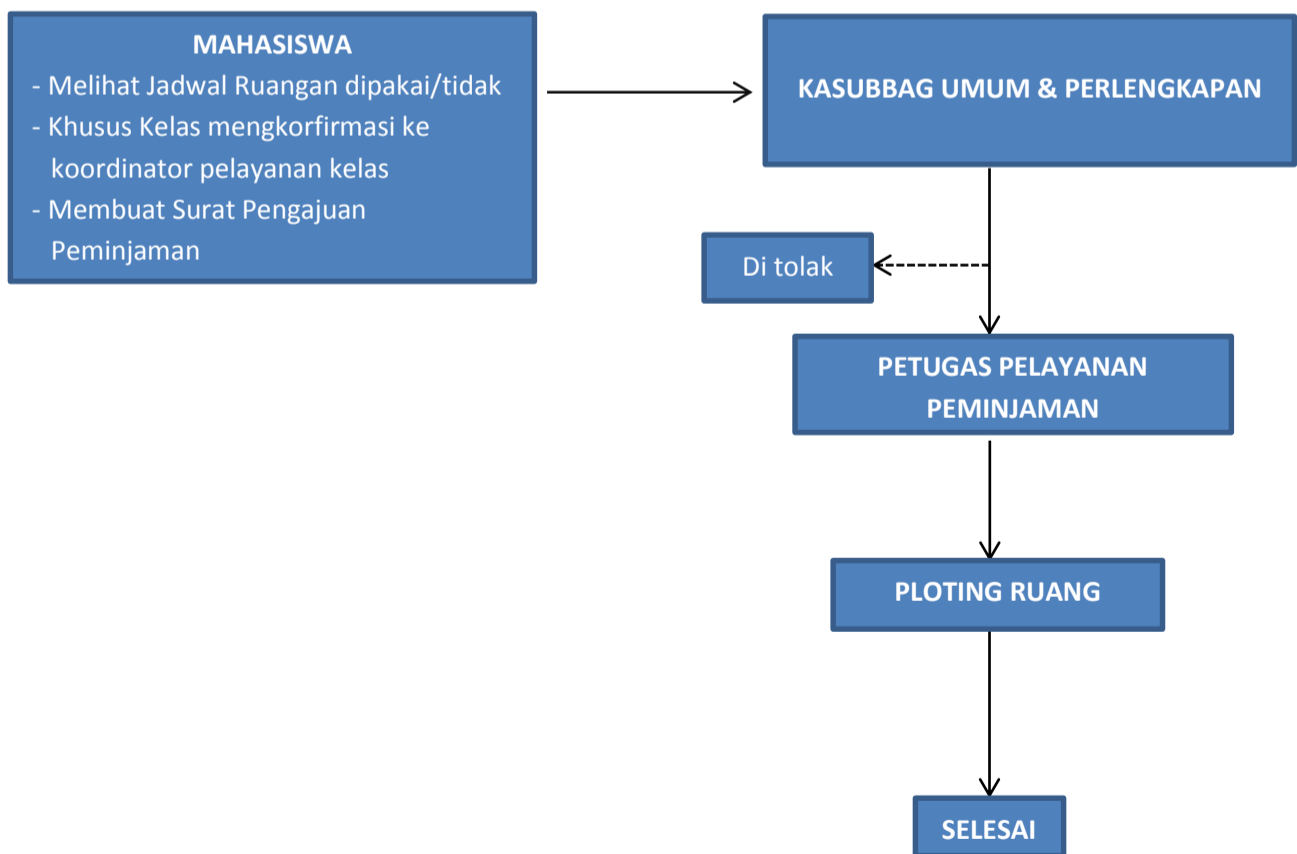 MAHASISWA
- Melihat Jadwal Ruangan dipakai/tidak
- Khusus Kelas mengkorfirmasi ke
koordinator pelayanan kelas
- Membuat Surat Pengajuan
Peminjaman
KASUBBAG UMUM & PERLENGKAPAN
Di tolak
PETUGAS PELAYANAN
PEMINJAMAN
PLOTING RUANG
SELESAI